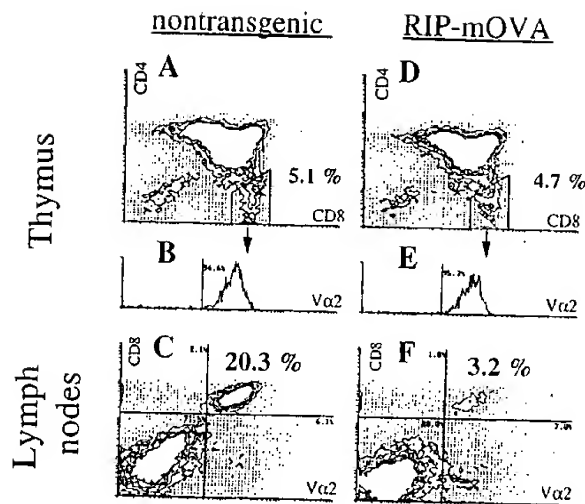 nontransgenic RIP-mOVA
A D
CD4 CD4
5.1 % 4.7 %
CD8 CD8
Thymus
B E
Vα2 Vα2
C F
CD8 CD8
20.3 % 3.2 %
Lymph
nodes
Vα2 Vα2